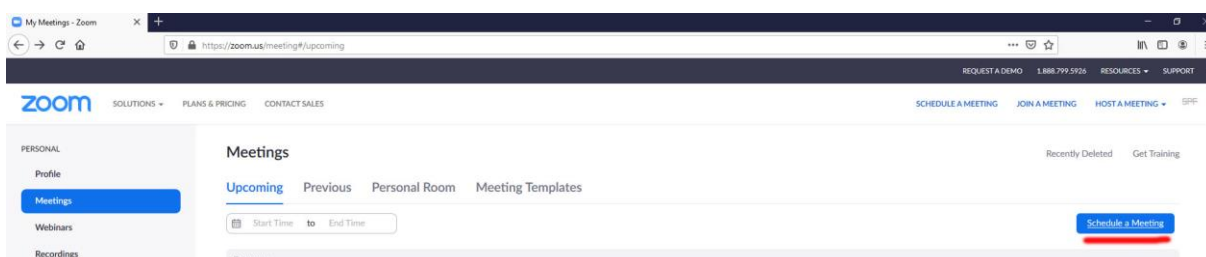 My Meetings - Zoom
https://zoom.us/meeting#/upcoming
REQUEST A DEMO 1.888.799.5926 RESOURCES SUPPORT
zoom SOLUTIONS PLANS & PRICING CONTACT SALES SCHEDULE A MEETING JOIN A MEETING HOST A MEETING
PERSONAL
Meetings Recently Deleted Get Training
Profile
Upcoming Previous Personal Room Meeting Templates
Meetings
Start Time to End Time Schedule a Meeting
Webinars
Recordings